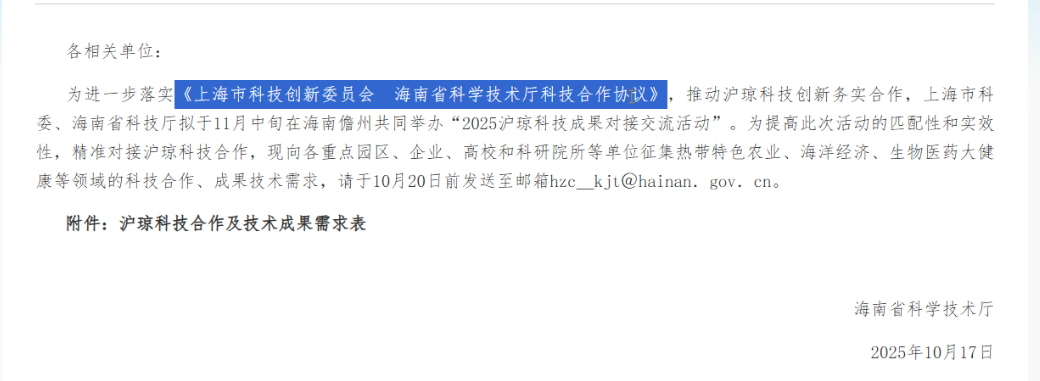 各相关单位：
为进一步落实《上海市科技创新委员会　海南省科学技术厅科技合作协议》，推动沪琼科技创新务实合作，上海市科
委、海南省科技厅拟于11月中旬在海南儋州共同举办“2025沪琼科技成果对接交流活动”。为提高此次活动的匹配性和实效
性，精准对接沪琼科技合作，现向各重点园区、企业、高校和科研院所等单位征集热带特色农业、海洋经济、生物医药大健
康等领域的科技合作、成果技术需求，请于10月20日前发送至邮箱hzc__kjt@hainan. gov. cn。
附件：沪琼科技合作及技术成果需求表
海南省科学技术厅
2025年10月17日